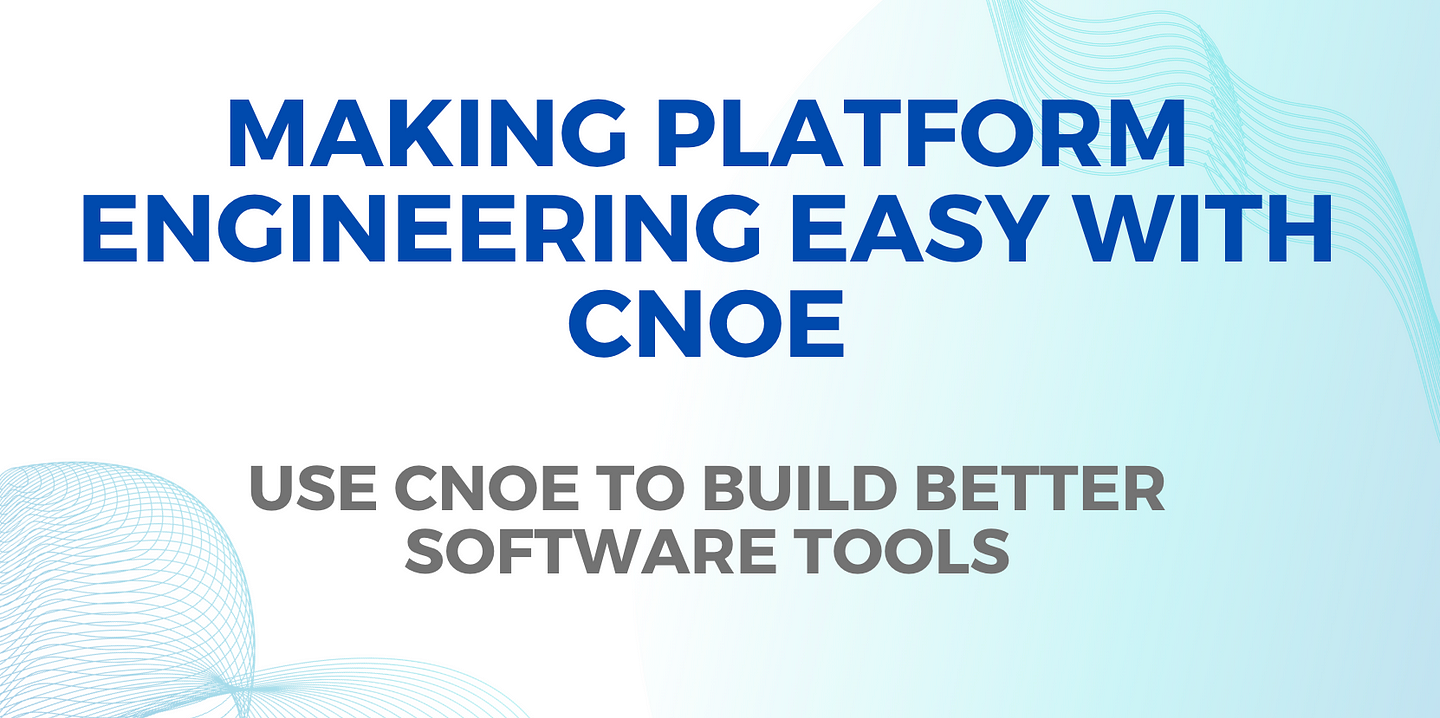 MAKING PLATFORM
ENGINEERING EASY WITH
CNOE
USE CNOE TO BUILD BETTER
SOFTWARE TOOLS